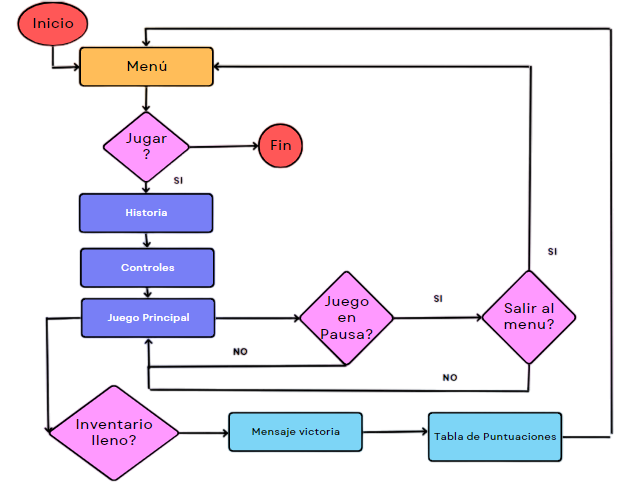 Inicio
Menú
Jugar
?
Fin
SI
Historia
Controles
Juego Principal
Juego
en
Pausa?
SI
Salir al
menu?
SI
NO
NO
Inventario
lleno?
Mensaje victoria
Tabla de Puntuaciones